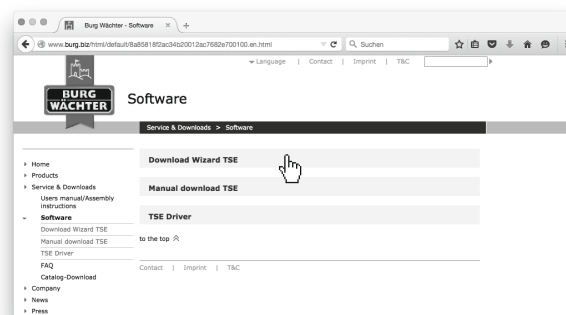 Burg Wächter - Software
www.burg.biz/html/default/8a85818f2ac34b20012ac7682e700100.en.html
Suchen
Language | Contact | Imprint | T&C
BURG
WÄCHTER
Software
Service & Downloads > Software
Home
Products
Service & Downloads
Users manual/Assembly
instructions
Software
Download Wizard TSE
Manual download TSE
TSE Driver
FAQ
Catalog-Download
Company
News
Press
Download Wizard TSE
Manual download TSE
TSE Driver
to the top
Contact | Imprint | T&C